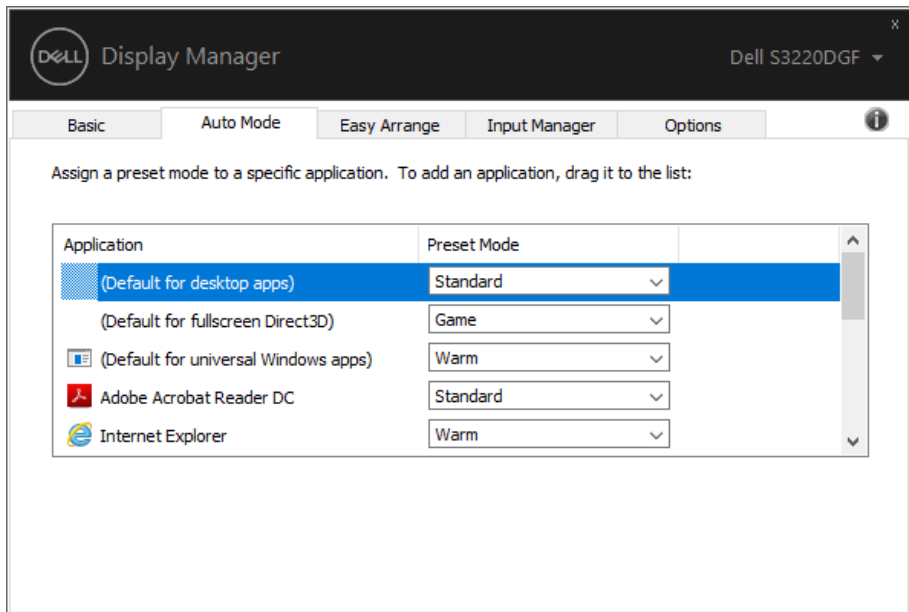 x
DELL Display Manager Dell S3220DGF
Basic Auto Mode Easy Arrange Input Manager Options i
Assign a preset mode to a specific application. To add an application, drag it to the list:
Application Preset Mode
(Default for desktop apps) Standard
(Default for fullscreen Direct3D) Game
(Default for universal Windows apps) Warm
Adobe Acrobat Reader DC Standard
Internet Explorer Warm